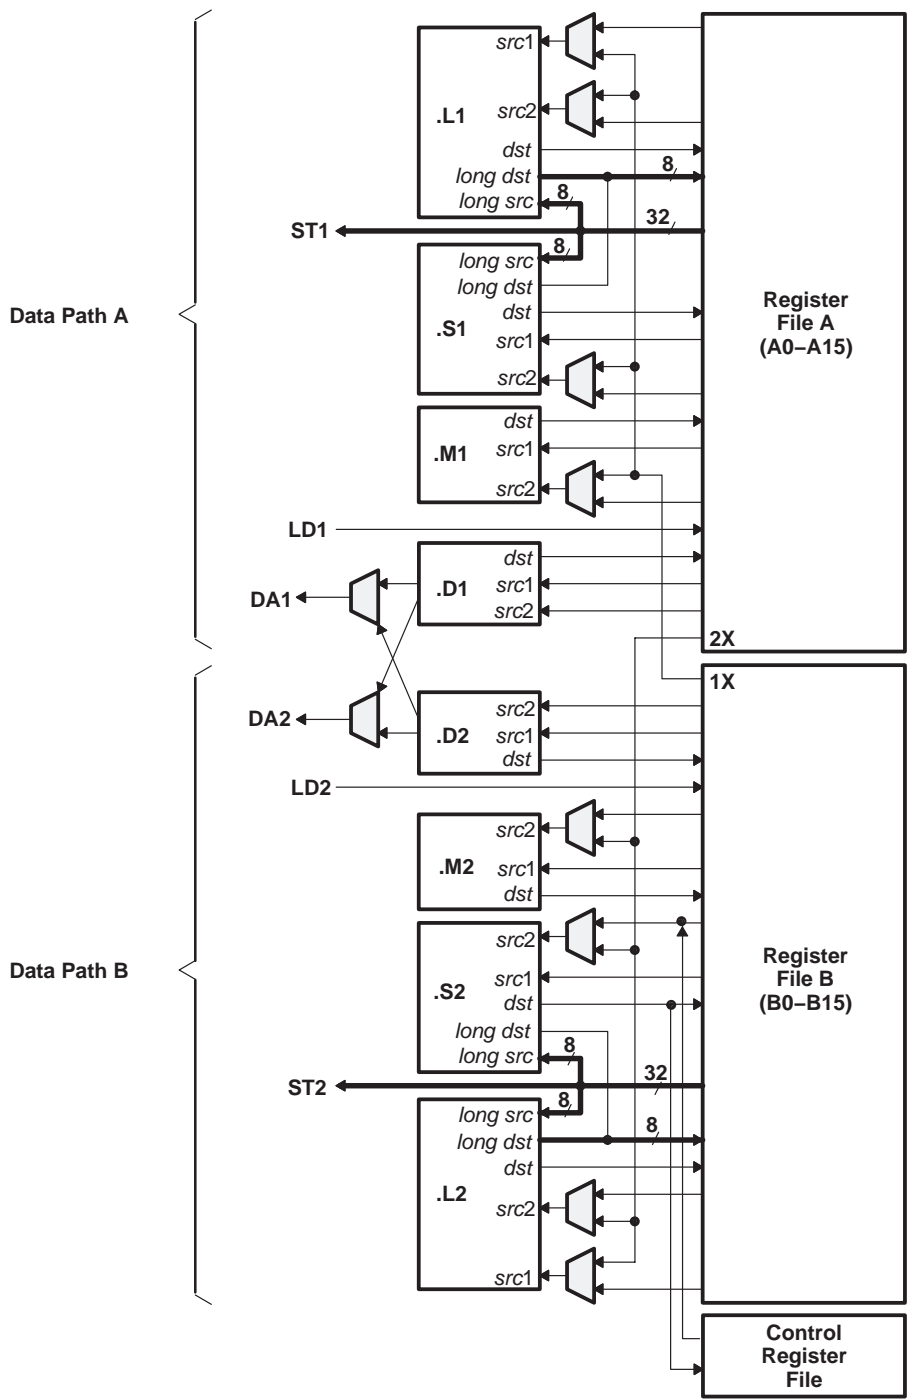 src1
.L1
src2
dst
long dst
8
long src
8
ST1
32
8
long src
long dst
Data Path A
dst
.S1
src1
src2
Register
File A
(A0–A15)
dst
.M1
src1
src2
LD1
dst
DA1
.D1
src1
src2
2X
1X
DA2
src2
.D2
src1
dst
LD2
src2
.M2
src1
dst
src2
Data Path B
src1
.S2
dst
long dst
long src
8
Register
File B
(B0–B15)
ST2
32
8
long src
long dst
8
dst
.L2
src2
src1
Control
Register
File